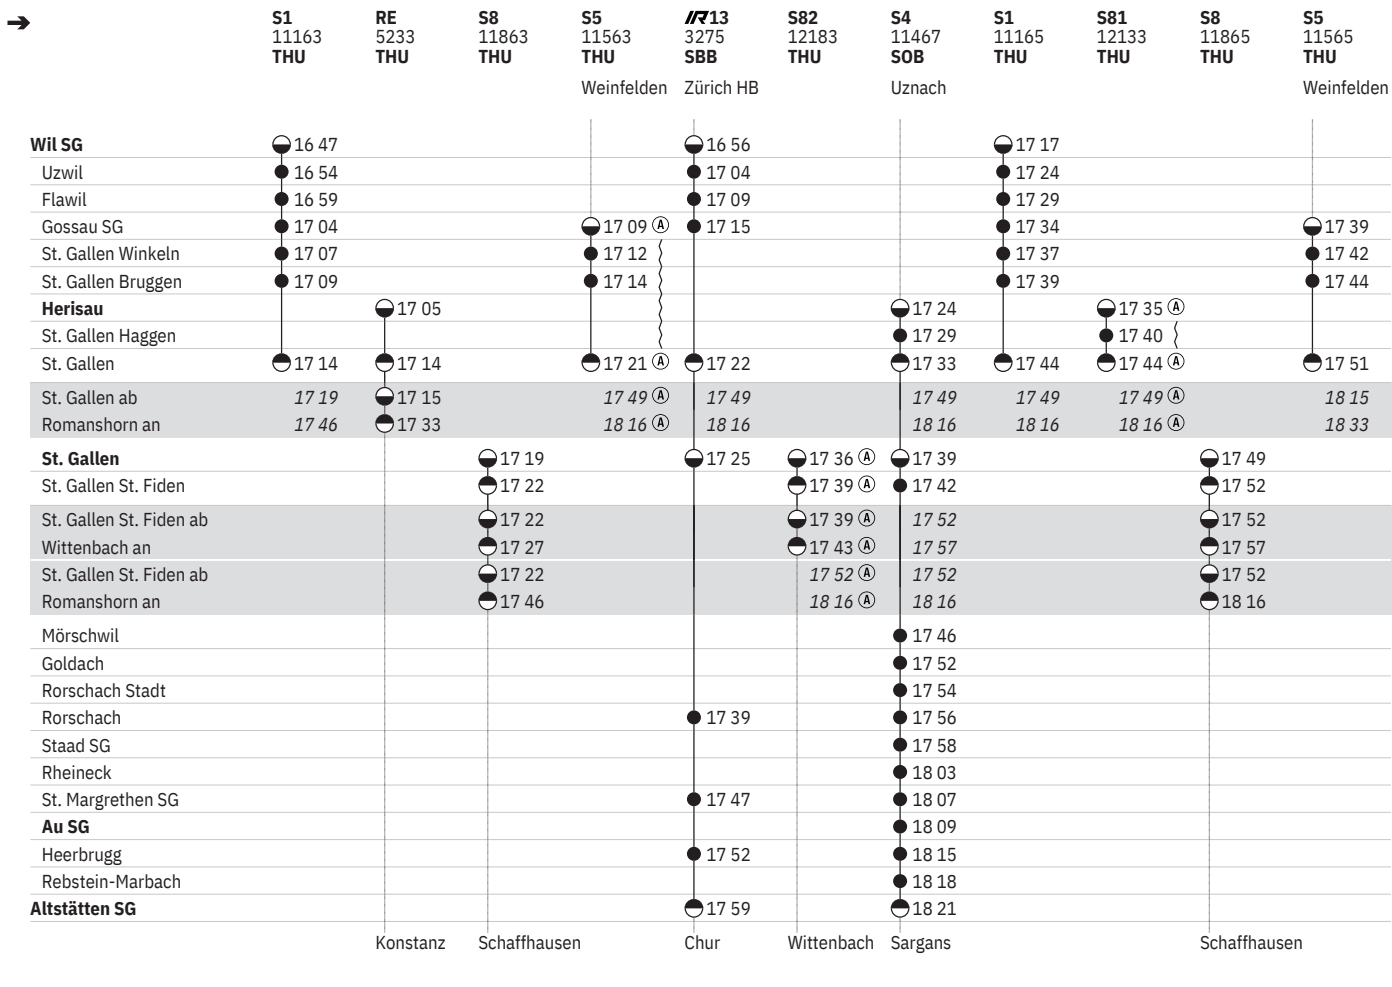 ➔ S1 RE S8 S5 IR13 S82 S4 S1 S81 S8 S5
11163 5233 11863 11563 3275 12183 11467 11165 12133 11865 11565
THU THU THU THU SBB THU SOB THU THU THU THU
Weinfelden Zürich HB Uznach Weinfelden
Wil SG 16 47 16 56 17 17
Uzwil 16 54 17 04 17 24
Flawil 16 59 17 09 17 29
Gossau SG 17 04 17 09 Ⓐ 17 15 17 34 17 39
St. Gallen Winkeln 17 07 17 12 17 37 17 42
St. Gallen Bruggen 17 09 17 14 17 39 17 44
Herisau 17 05 17 24 17 35 Ⓐ
St. Gallen Haggen 17 29 17 40
St. Gallen 17 14 17 14 17 21 Ⓐ 17 22 17 33 17 44 17 44 Ⓐ 17 51
St. Gallen ab 17 19 17 15 17 49 Ⓐ 17 49 17 49 17 49 17 49 Ⓐ 18 15
Romanshorn an 17 46 17 33 18 16 Ⓐ 18 16 18 16 18 16 18 16 Ⓐ 18 33
St. Gallen 17 19 17 25 17 36 Ⓐ 17 39 17 49
St. Gallen St. Fiden 17 22 17 39 Ⓐ 17 42 17 52
St. Gallen St. Fiden ab 17 22 17 39 Ⓐ 17 52 17 52
Wittenbach an 17 27 17 43 Ⓐ 17 57 17 57
St. Gallen St. Fiden ab 17 22 17 52 Ⓐ 17 52 17 52
Romanshorn an 17 46 18 16 Ⓐ 18 16 18 16
Mörschwil 17 46
Goldach 17 52
Rorschach Stadt 17 54
Rorschach 17 39 17 56
Staad SG 17 58
Rheineck 18 03
St. Margrethen SG 17 47 18 07
Au SG 18 09
Heerbrugg 17 52 18 15
Rebstein-Marbach 18 18
Altstätten SG 17 59 18 21
Konstanz Schaffhausen Chur Wittenbach Sargans Schaffhausen